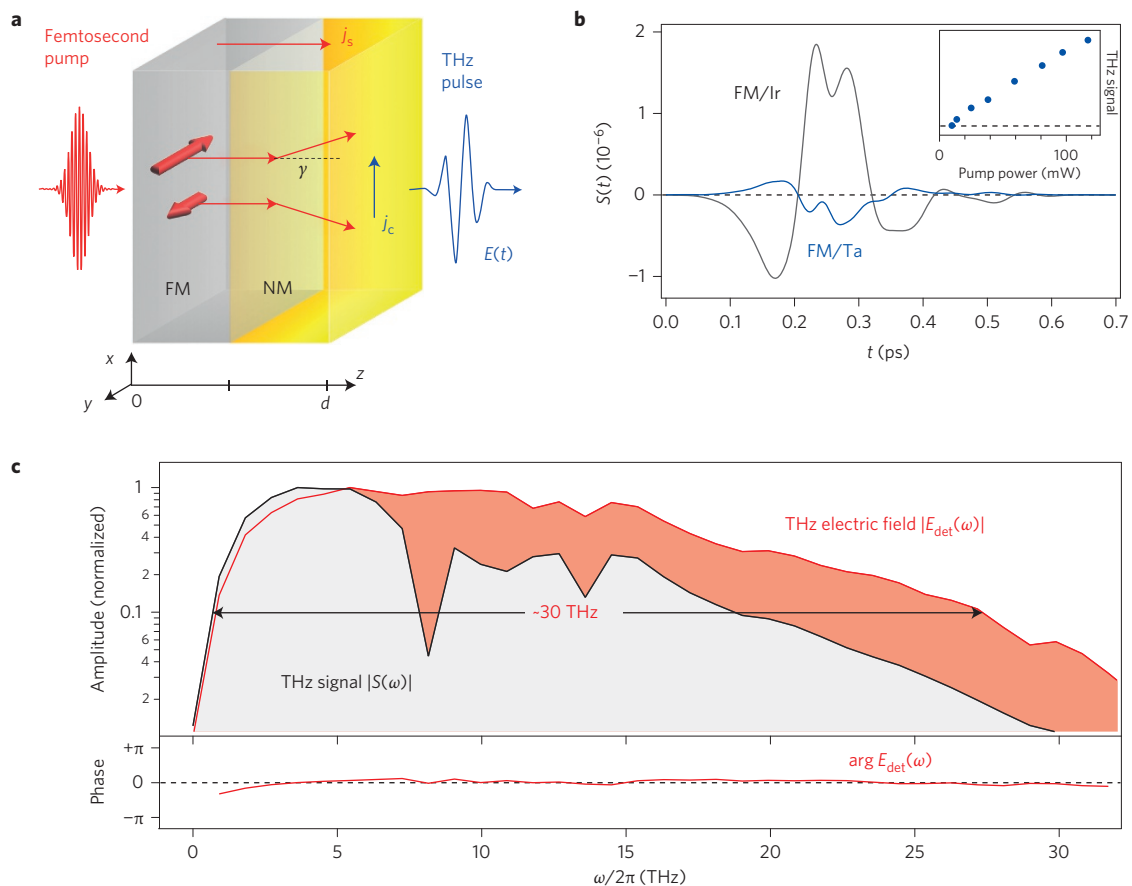 a
Femtosecond
pump
j_s
THz
pulse
γ
j_c
E(t)
FM
NM
x
y
0
z
d
b
S(t) (10⁻⁶)
2
1
0
−1
FM/Ir
FM/Ta
THz signal
0
100
Pump power (mW)
0.0 0.1 0.2 0.3 0.4 0.5 0.6 0.7
t (ps)
c
Amplitude (normalized)
1
6
4
2
0.1
6
4
2
THz electric field |E_det(ω)|
~30 THz
THz signal |S(ω)|
Phase
+π
0
−π
arg E_det(ω)
0 5 10 15 20 25 30
ω/2π (THz)